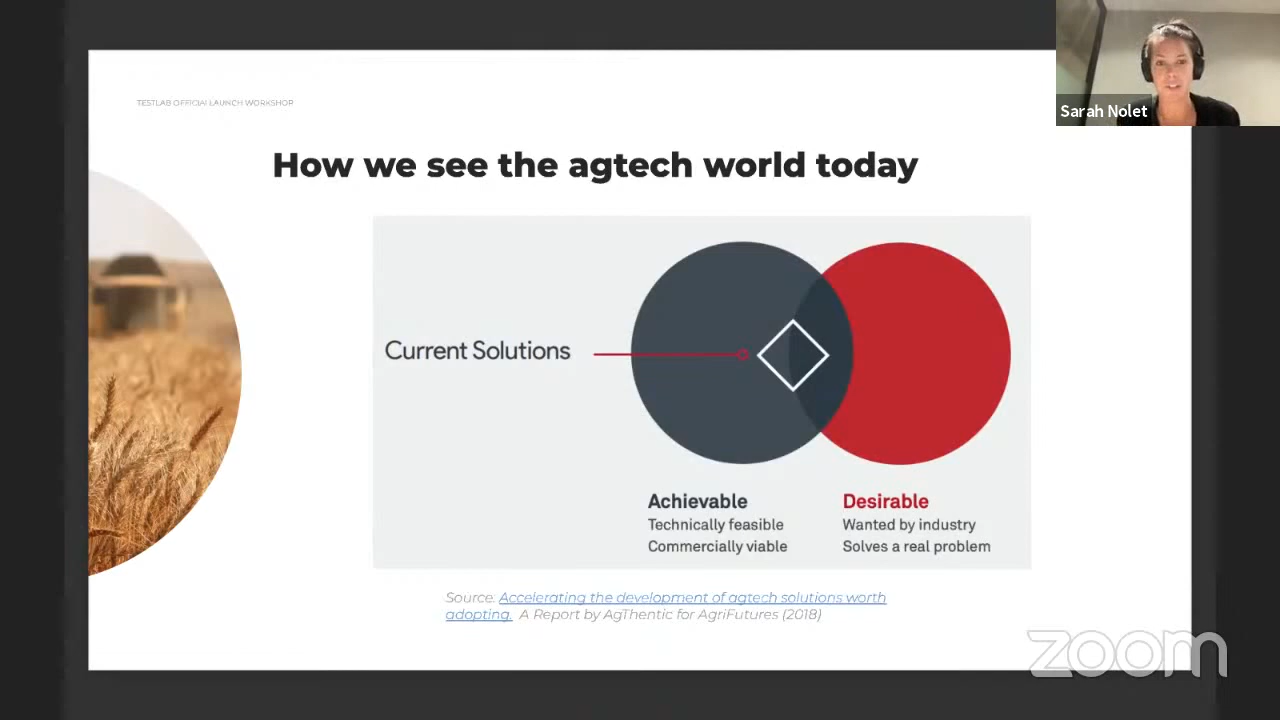 Sarah Nolet
TESTLAB OFFICIAL LAUNCH WORKSHOP
How we see the agtech world today
Current Solutions
Achievable
Technically feasible
Commercially viable
Desirable
Wanted by industry
Solves a real problem
Source. Accelerating the development of agtech solutions worth
adopting. A Report by AgThentic for AgriFutures (2018)
zoom